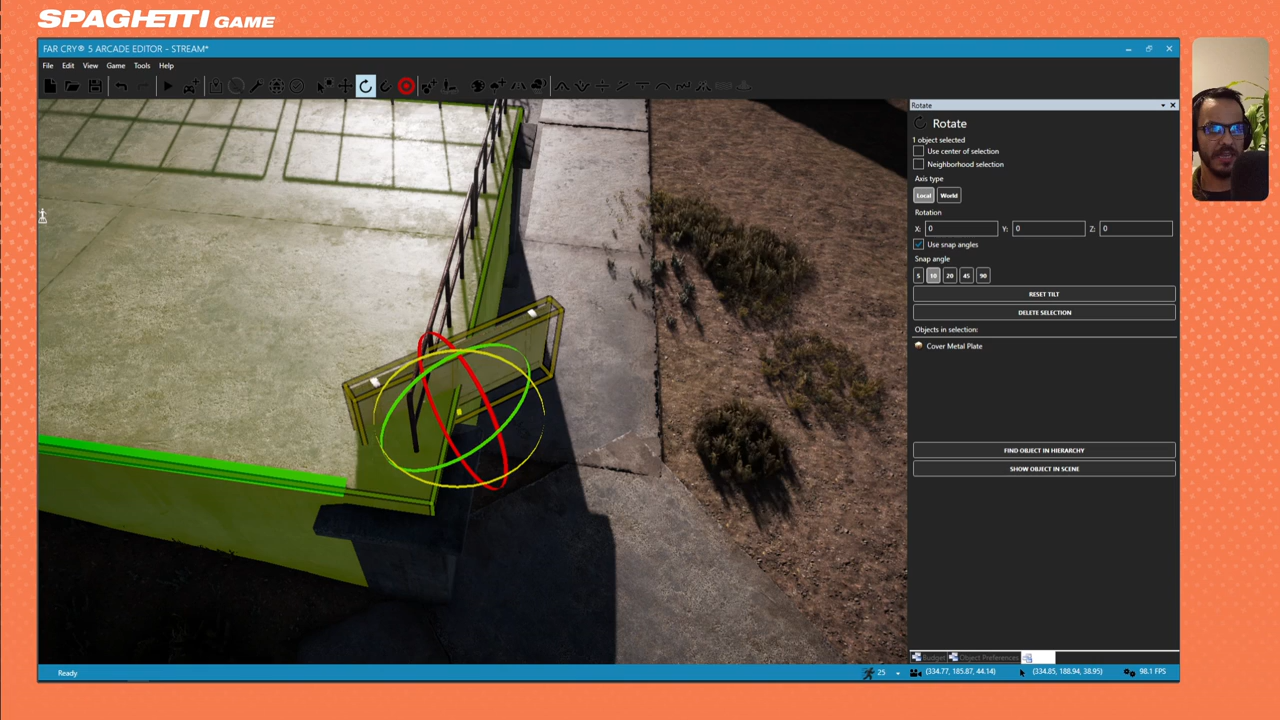 SPAGHETTI GAME
FAR CRY® 5 ARCADE EDITOR - STREAM*
File Edit View Game Tools Help
Rotate
Rotate
1 object selected
Use center of selection
Neighborhood selection
Axis type
Local World
Rotation
X: 0 Y: 0 Z: 0
Use snap angles
Snap angle
5 10 20 45 90
RESET TILT
DELETE SELECTION
Objects in selection:
Cover Metal Plate
FIND OBJECT IN HIERARCHY
SHOW OBJECT IN SCENE
Budget Object Preferences
Ready 25 (334.77, 185.87, 44.14) (334.85, 188.94, 38.95) 98.1 FPS